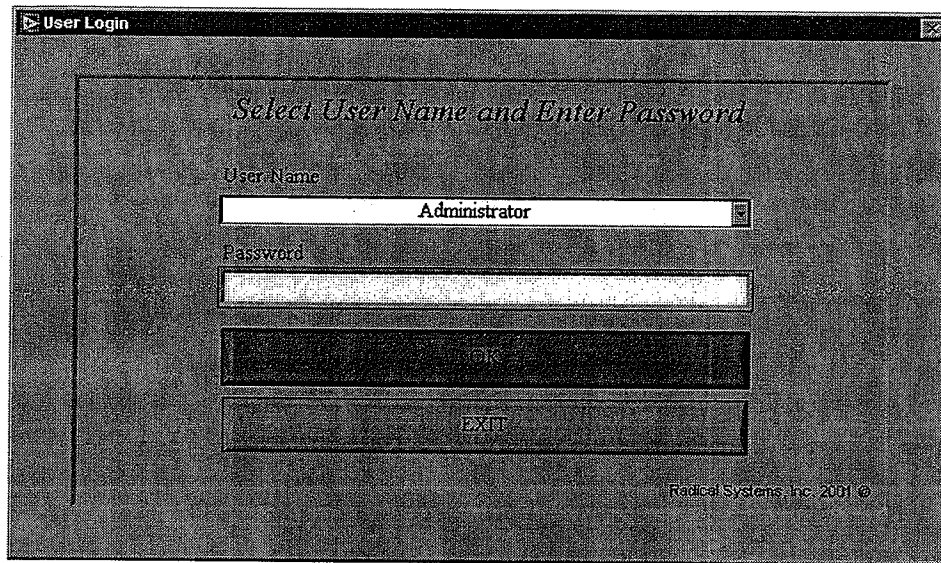 User Login
Select User Name and Enter Password
User Name
Administrator
Password
OK
EXIT
Radical Systems, Inc. 2001 ©